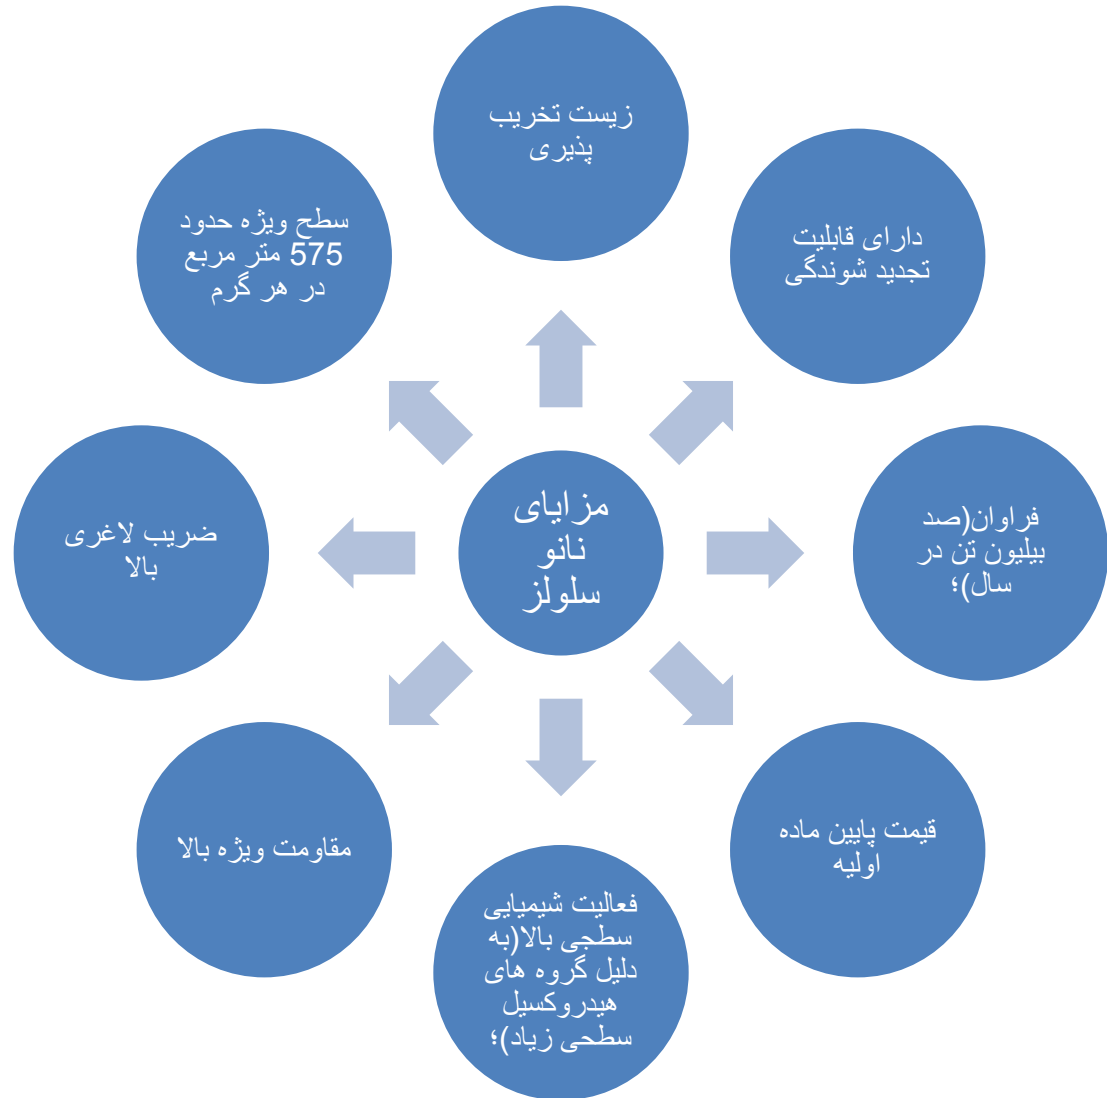 زیست تخریب
پذیری
دارای قابلیت
تجدید شوندگی
فراوان(صد
بیلیون تن در
سال)؛
قیمت پایین ماده
اولیه
فعالیت شیمیایی
سطجی بالا(به
دلیل گروه های
هیدروکسیل
سطحی زیاد)؛
مقاومت ویژه بالا
ضریب لاغری
بالا
سطح ویژه حدود
575 متر مربع
در هر گرم
مزایای
نانو
سلولز